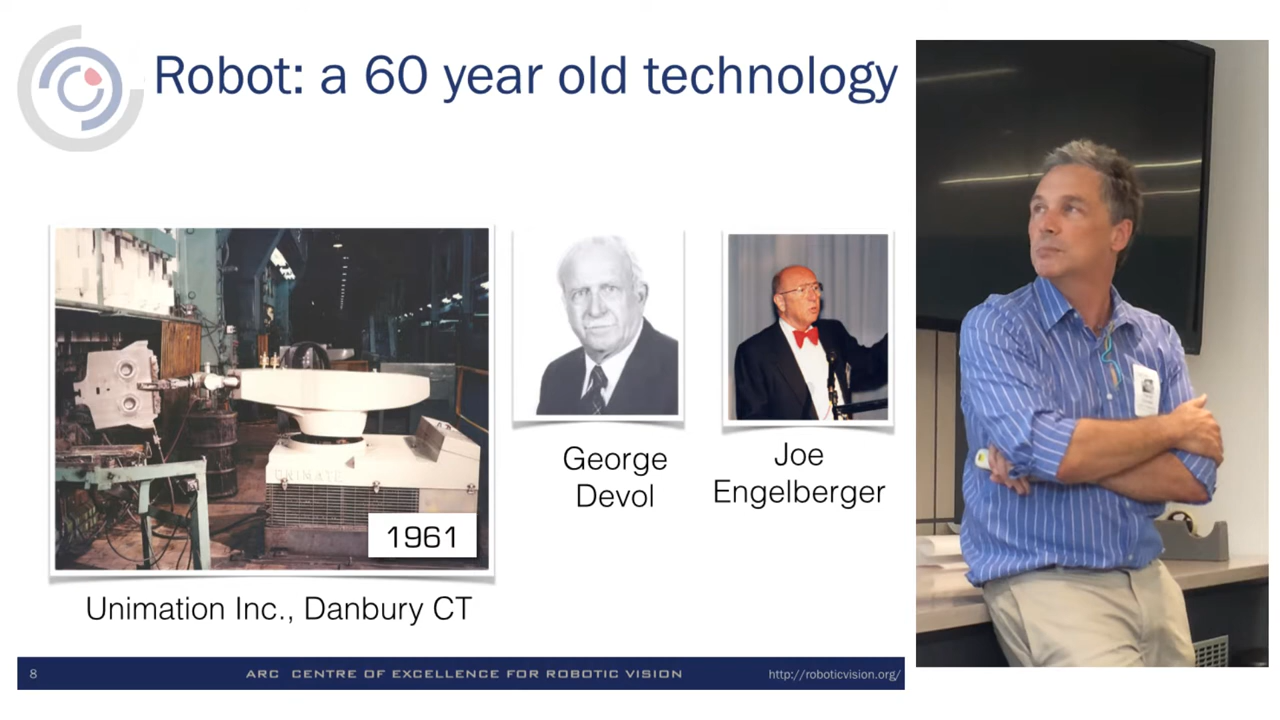 Robot: a 60 year old technology
UNIMATE
1961
Unimation Inc., Danbury CT
George
Devol
Joe
Engelberger
8
ARC CENTRE OF EXCELLENCE FOR ROBOTIC VISION
http://roboticvision.org/